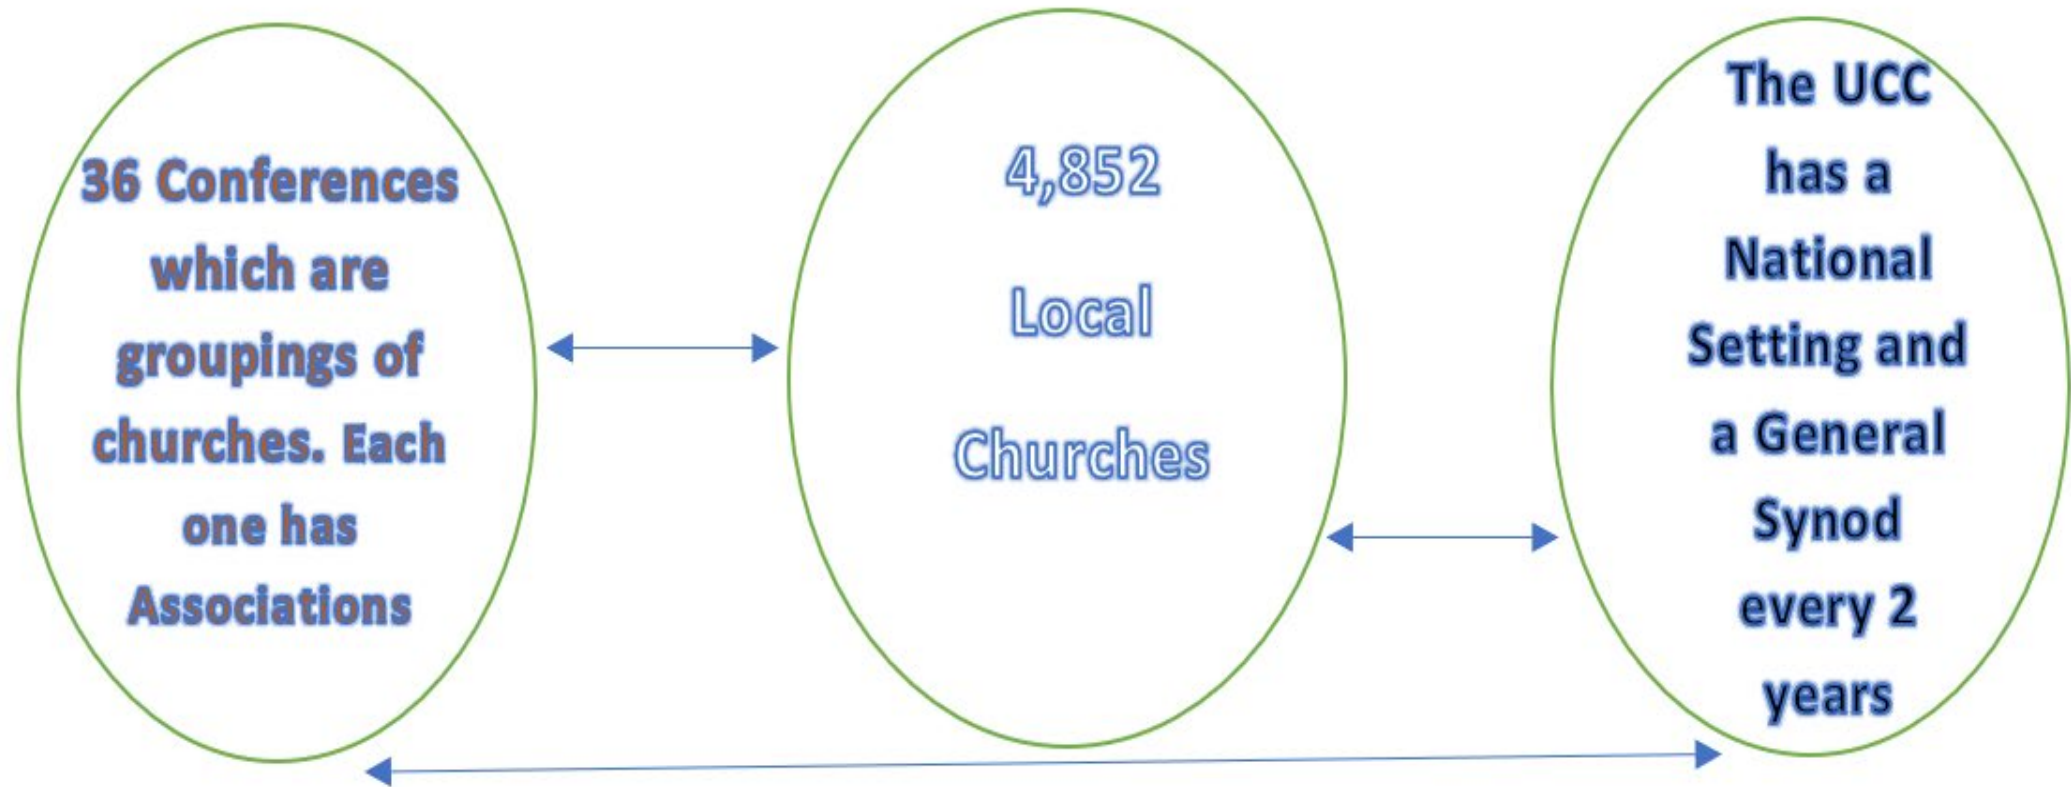 36 Conferences
which are
groupings of
churches. Each
one has
Associations
4,852
Local
Churches
The UCC
has a
National
Setting and
a General
Synod
every 2
years